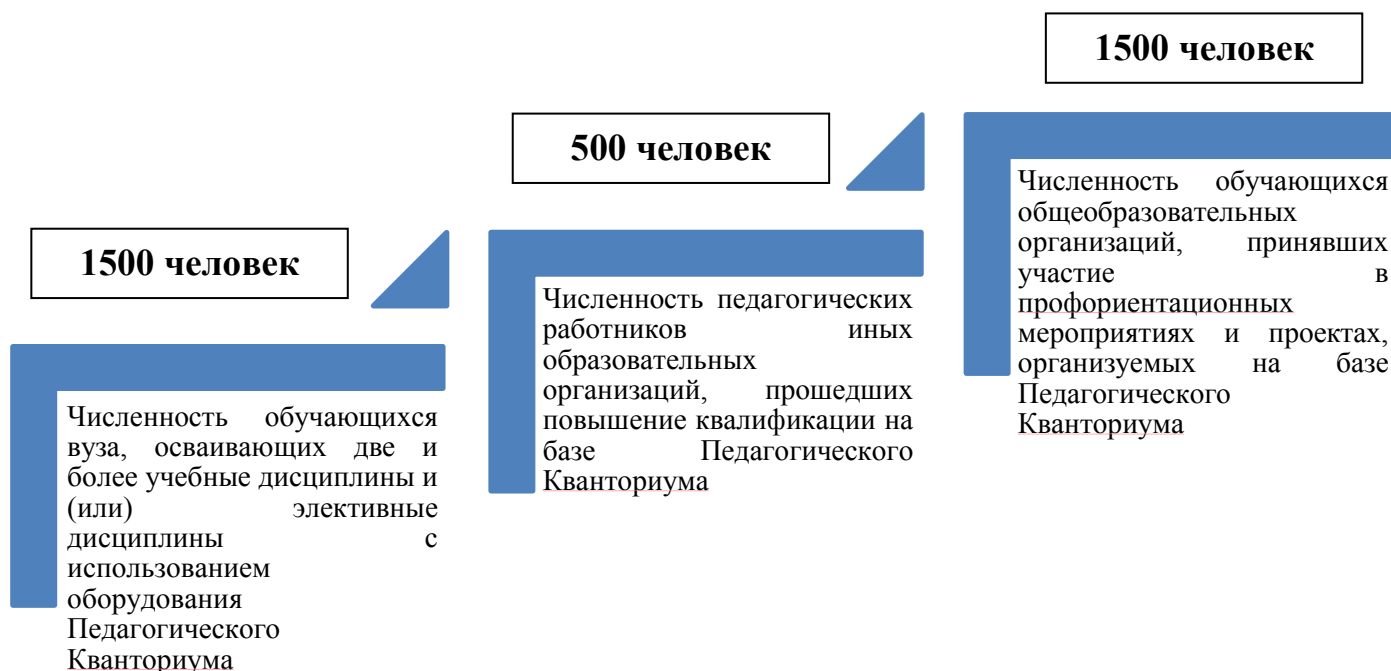 1500 человек
Численность обучающихся
вуза, осваивающих две и
более учебные дисциплины и
(или) элективные
дисциплины с
использованием
оборудования
Педагогического
Кванториума
500 человек
Численность педагогических
работников иных
образовательных
организаций, прошедших
повышение квалификации на
базе Педагогического
Кванториума
1500 человек
Численность обучающихся
общеобразовательных
организаций, принявших
участие в
профориентационных
мероприятиях и проектах,
организуемых на базе
Педагогического
Кванториума